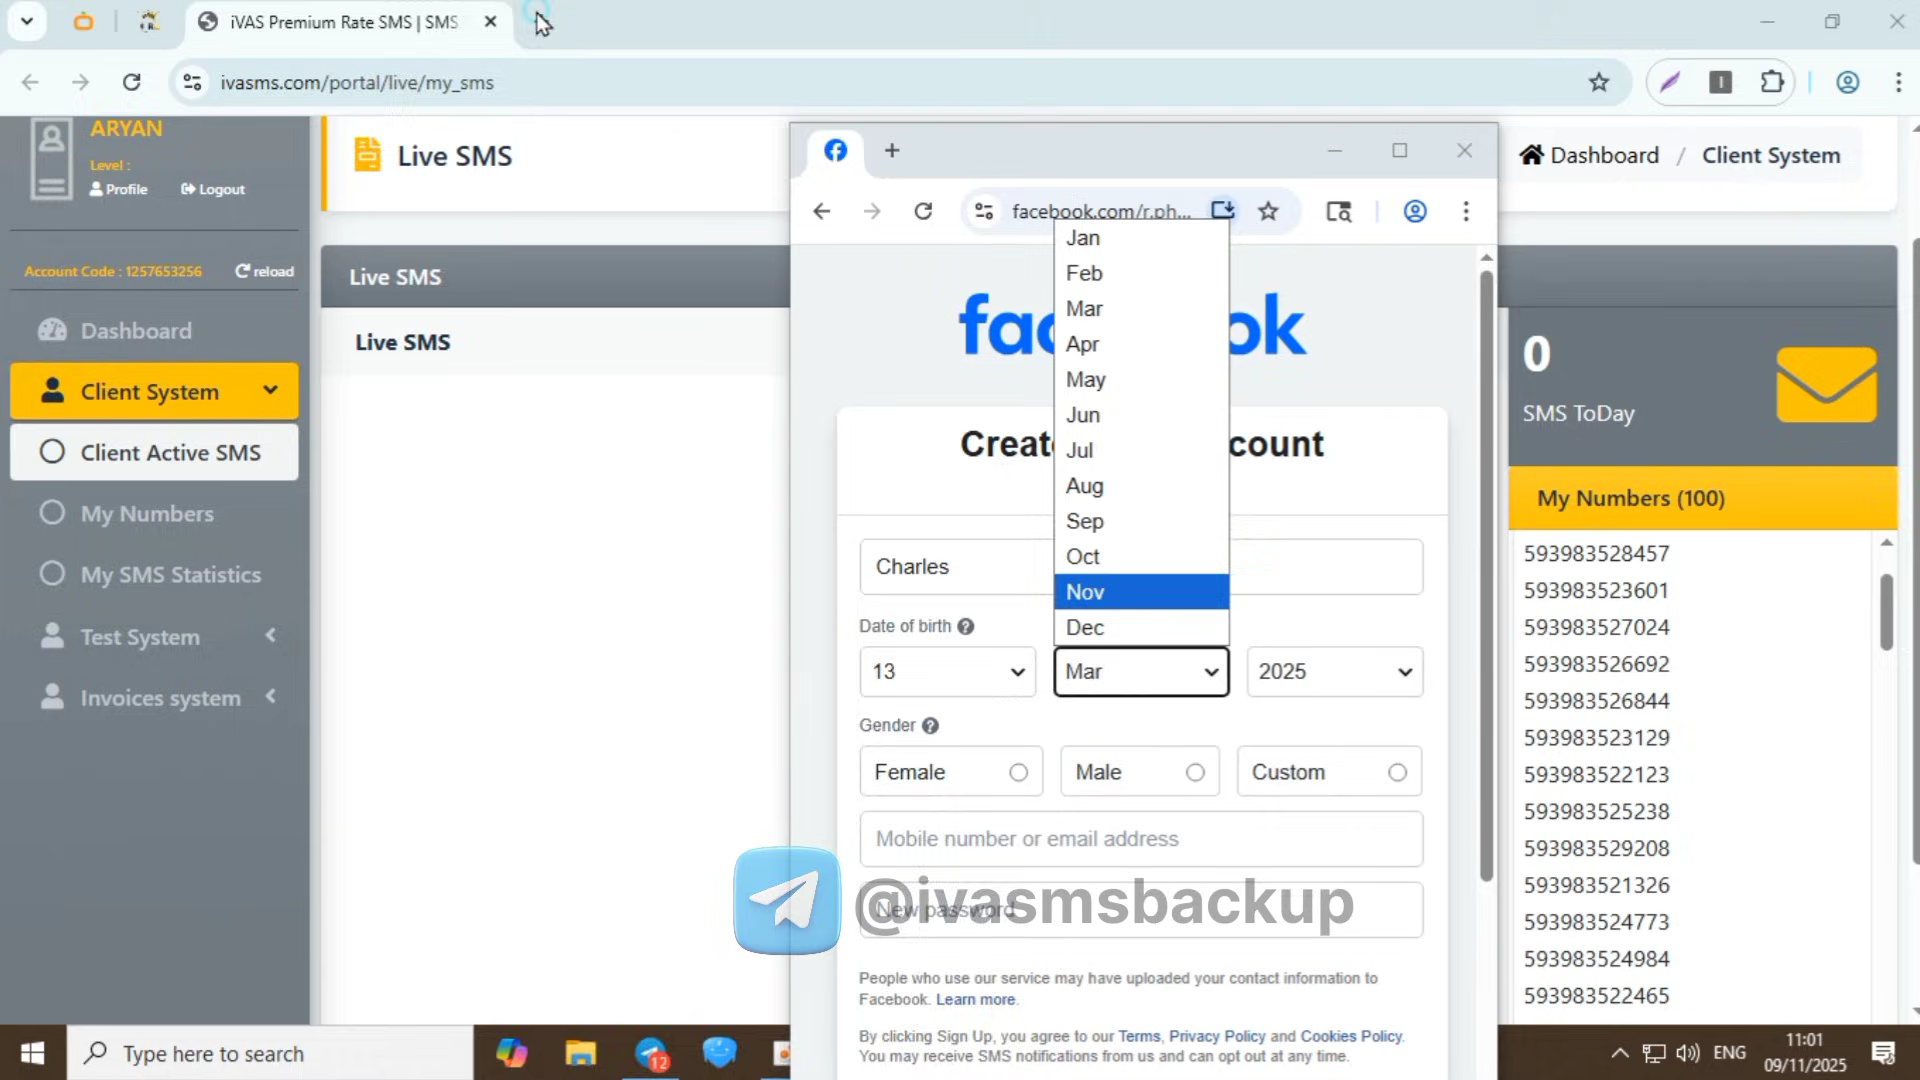 iVAS Premium Rate SMS | SMS
ivasms.com/portal/live/my_sms
ARYAN
Level :
Profile
Logout
Account Code : 1257653256
reload
Dashboard
Client System
Client Active SMS
My Numbers
My SMS Statistics
Test System
Invoices system
Live SMS
Live SMS
Live SMS
Dashboard / Client System
facebook.com/r.ph...
Jan
Feb
Mar
Apr
May
Jun
Jul
Aug
Sep
Oct
Nov
Dec
Charles
Date of birth
13
Mar
2025
Gender
Female
Male
Custom
Mobile number or email address
New password
@ivasmsbackup
People who use our service may have uploaded your contact information to
Facebook. Learn more.
By clicking Sign Up, you agree to our Terms, Privacy Policy and Cookies Policy.
You may receive SMS notifications from us and can opt out at any time.
0
SMS ToDay
My Numbers (100)
593983528457
593983523601
593983527024
593983526692
593983526844
593983523129
593983522123
593983525238
593983529208
593983521326
593983524773
593983524984
593983522465
Type here to search
12
ENG
11:01
09/11/2025